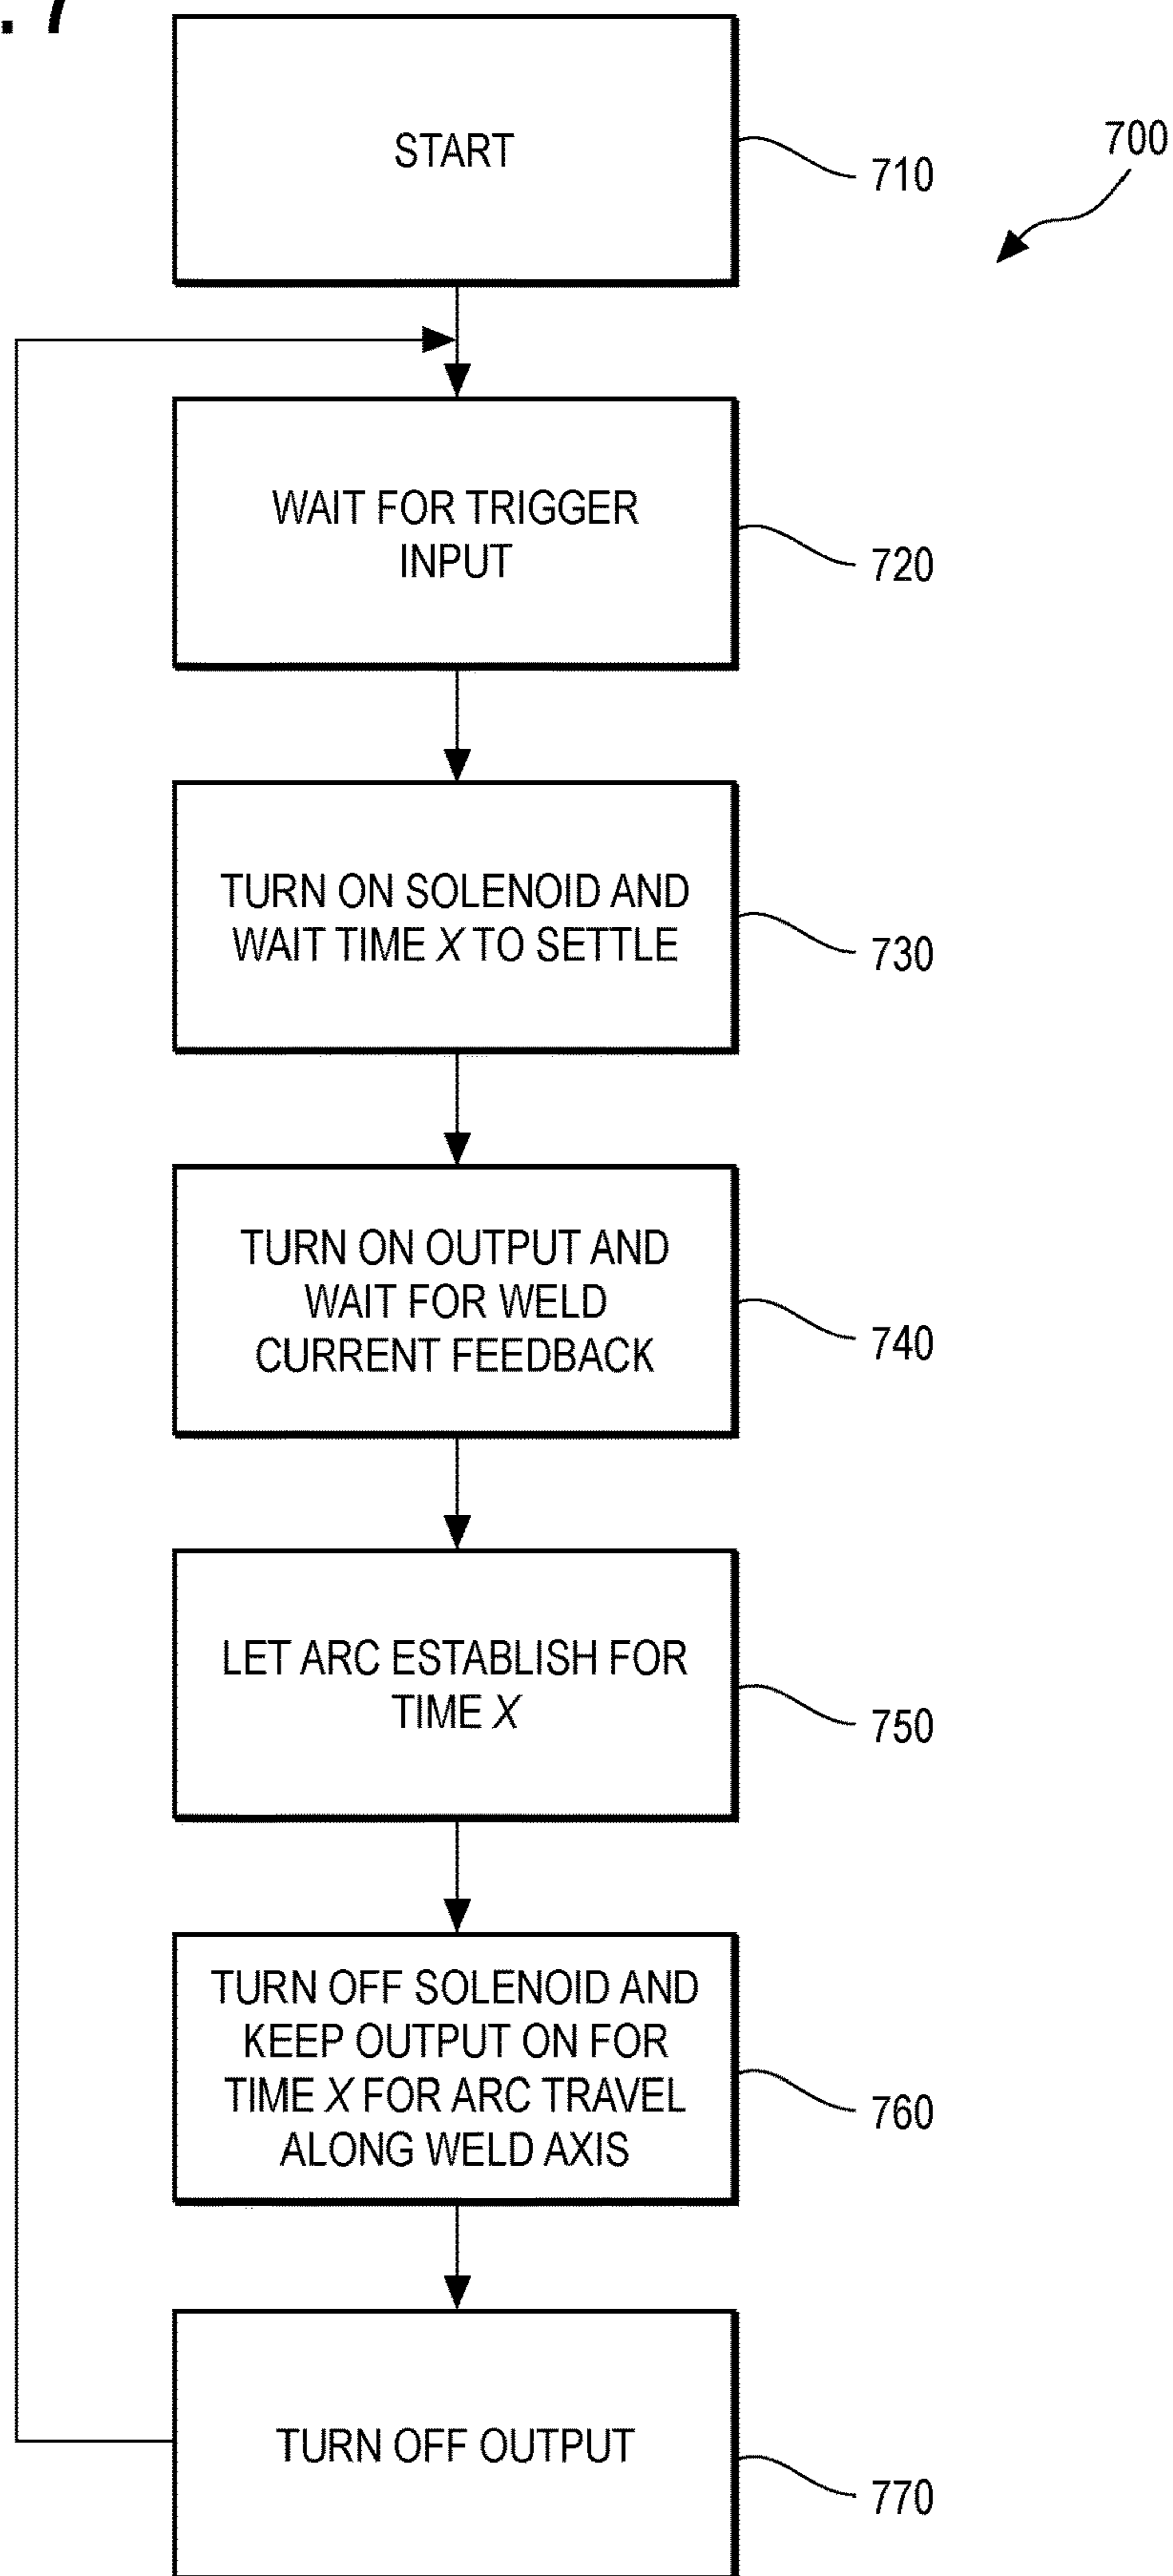 . 7
START
710
700
WAIT FOR TRIGGER
INPUT
720
TURN ON SOLENOID AND
WAIT TIME X TO SETTLE
730
TURN ON OUTPUT AND
WAIT FOR WELD
CURRENT FEEDBACK
740
LET ARC ESTABLISH FOR
TIME X
750
TURN OFF SOLENOID AND
KEEP OUTPUT ON FOR
TIME X FOR ARC TRAVEL
ALONG WELD AXIS
760
TURN OFF OUTPUT
770